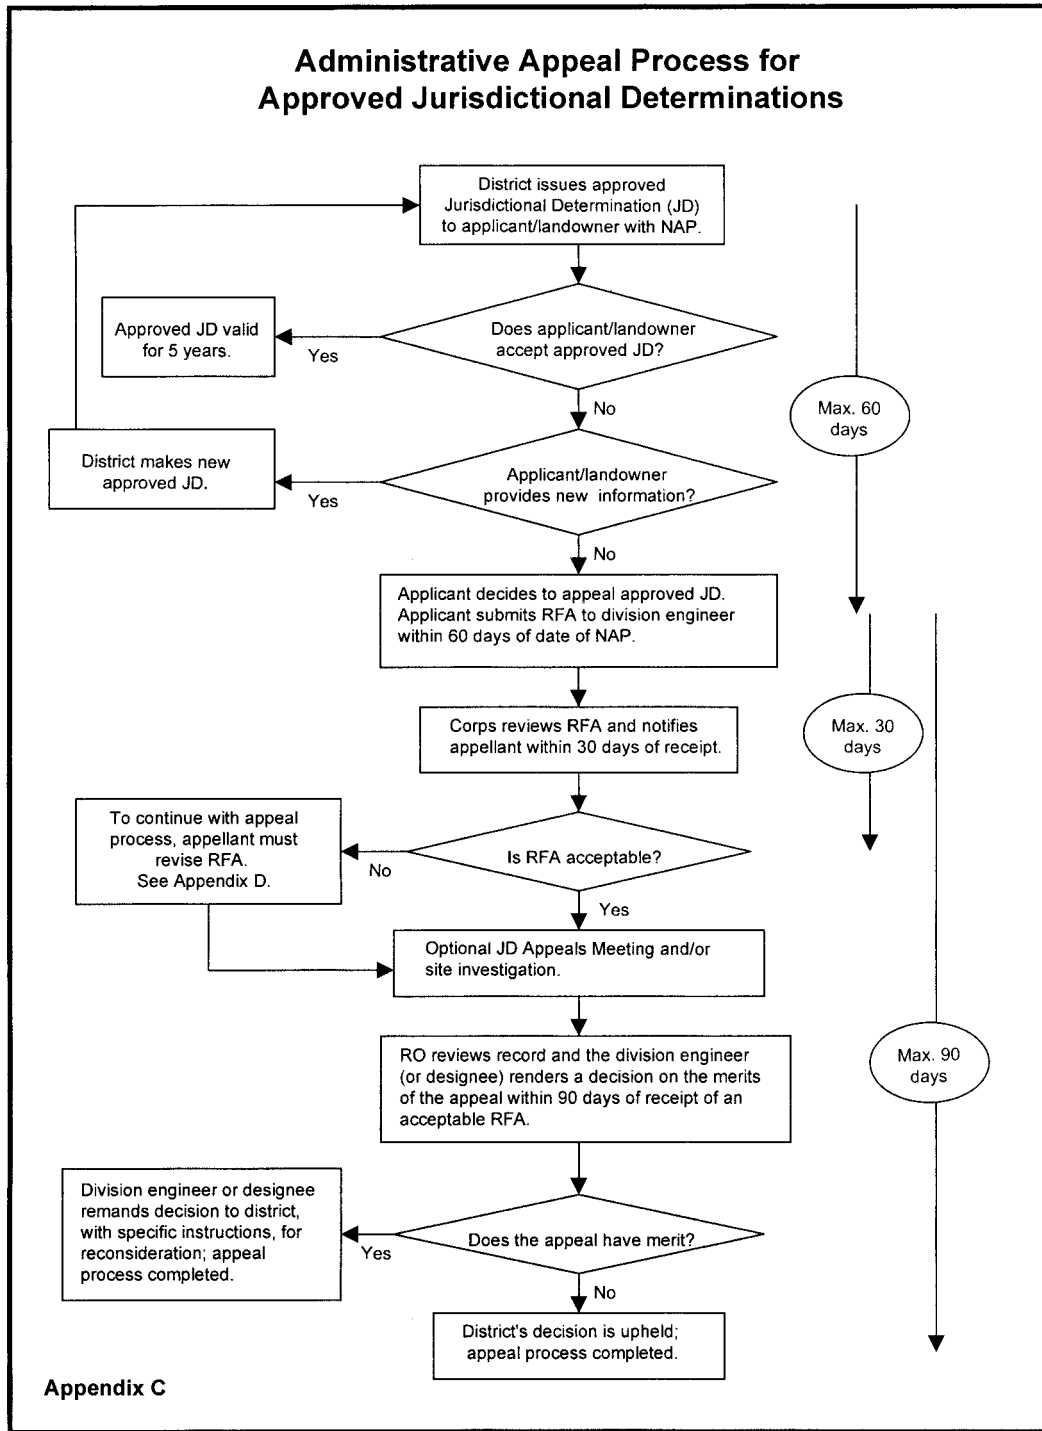 Administrative Appeal Process for
Approved Jurisdictional Determinations
District issues approved
Jurisdictional Determination (JD)
to applicant/landowner with NAP.
Does applicant/landowner
accept approved JD?
Yes
Approved JD valid
for 5 years.
No
Max. 60
days
Applicant/landowner
provides new information?
Yes
District makes new
approved JD.
No
Applicant decides to appeal approved JD.
Applicant submits RFA to division engineer
within 60 days of date of NAP.
Corps reviews RFA and notifies
appellant within 30 days of receipt.
Max. 30
days
Is RFA acceptable?
No
To continue with appeal
process, appellant must
revise RFA.
See Appendix D.
Yes
Optional JD Appeals Meeting and/or
site investigation.
RO reviews record and the division engineer
(or designee) renders a decision on the merits
of the appeal within 90 days of receipt of an
acceptable RFA.
Max. 90
days
Does the appeal have merit?
Yes
Division engineer or designee
remands decision to district,
with specific instructions, for
reconsideration; appeal
process completed.
No
District's decision is upheld;
appeal process completed.
Appendix C